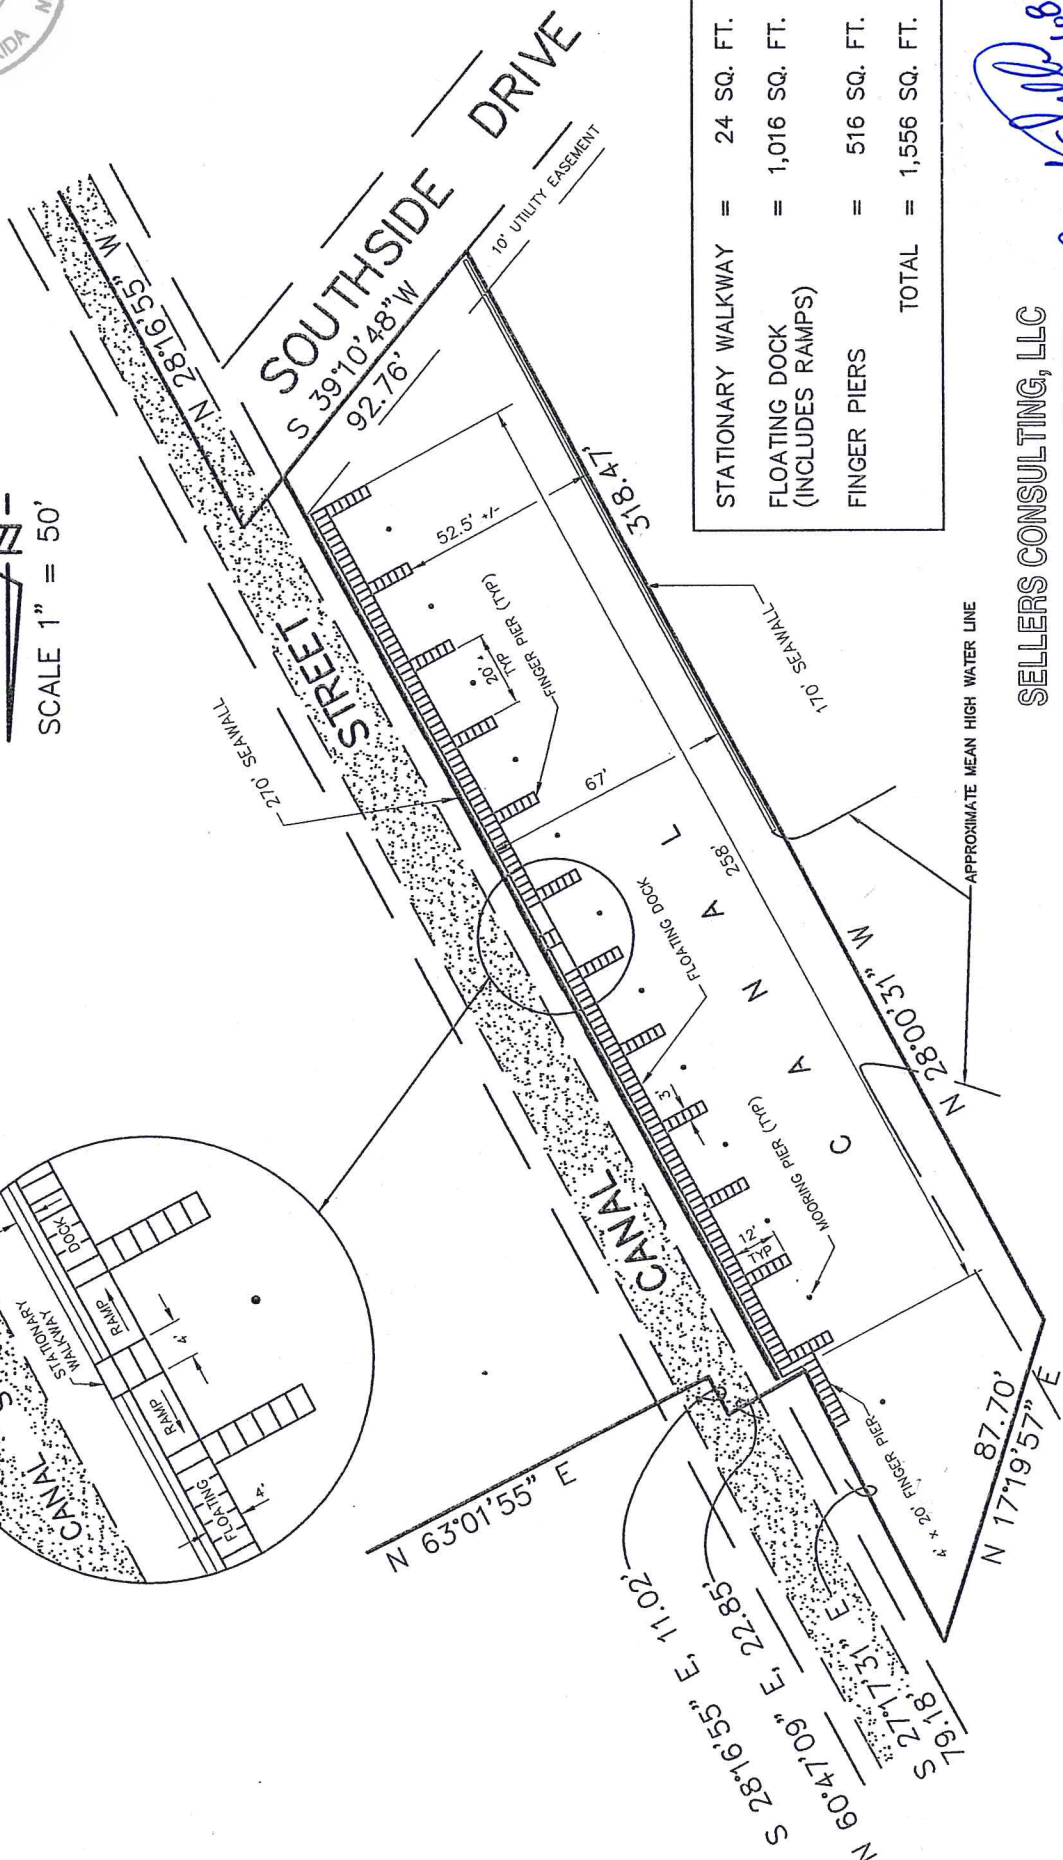 IDA N
N
SCALE 1" = 50'
N 28°16'55" W
SOUTHSIDE DRIVE
S 39°10'48" W
92.76'
10' UTILITY EASEMENT
270' SEAWALL
CANAL STREET
52.5' +/-
318.47'
20'
TYP
FINGER PIER (TYP)
67'
170' SEAWALL
258'
CANAL
FLOATING DOCK
3'
MOORING PIER (TYP)
12'
TYP
N 28°00'31" W
APPROXIMATE MEAN HIGH WATER LINE
CANAL S
STATIONARY
WALKWAY
DOCK
RAMP
4'
RAMP
FLOATING
4'
N 63°01'55" E
S 28°16'55" E, 11.02'
N 60°47'09" E, 22.85'
S 27°17'31" E
79.18'
4' x 20' FINGER PIER
87.70'
N 17°19'57" E
STATIONARY WALKWAY = 24 SQ. FT.
FLOATING DOCK = 1,016 SQ. FT.
(INCLUDES RAMPS)
FINGER PIERS = 516 SQ. FT.
TOTAL = 1,556 SQ. FT.
SELLERS CONSULTING, LLC